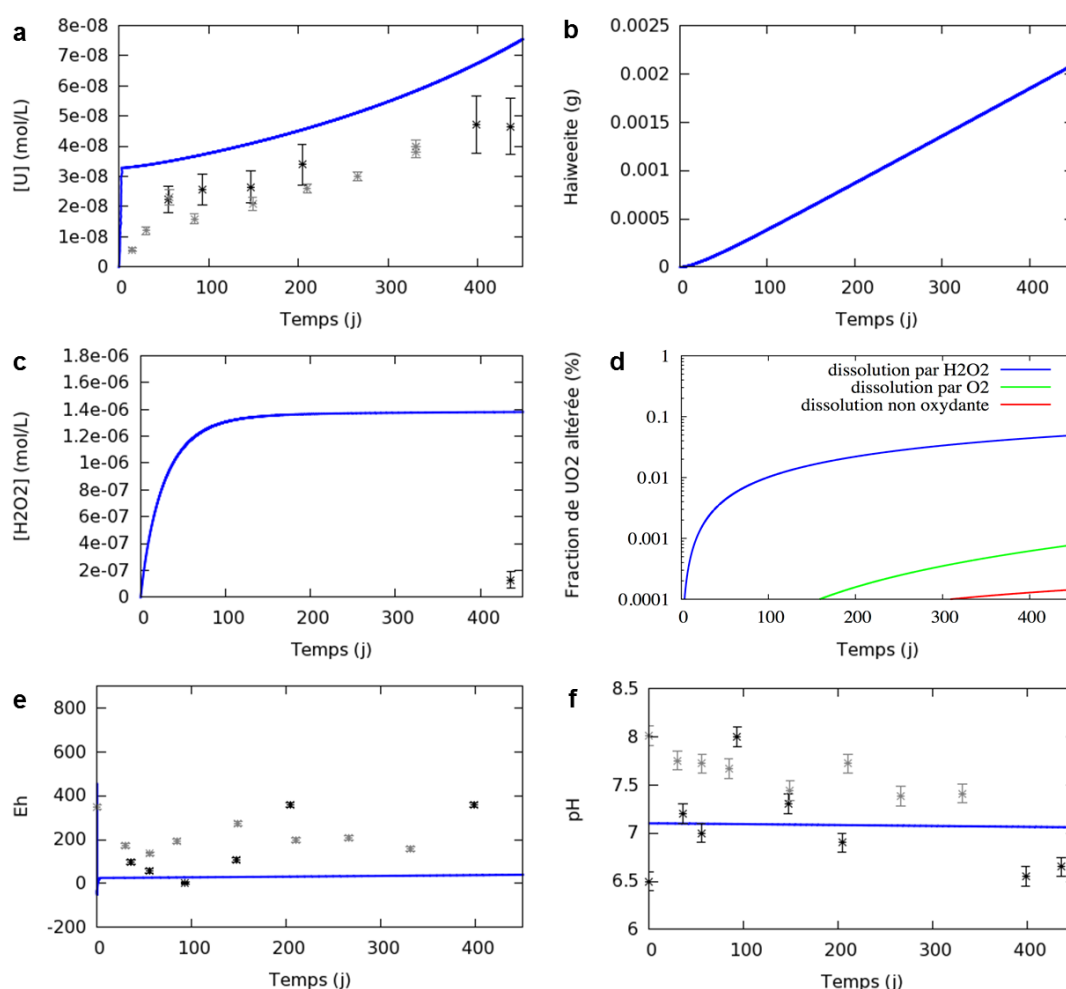 a
8e-08
7e-08
6e-08
5e-08
4e-08
3e-08
2e-08
1e-08
0
[U] (mol/L)
0 100 200 300 400
Temps (j)
b
0.0025
0.002
0.0015
0.001
0.0005
0
Haiweeite (g)
0 100 200 300 400
Temps (j)
c
1.8e-06
1.6e-06
1.4e-06
1.2e-06
1e-06
8e-07
6e-07
4e-07
2e-07
0
[H2O2] (mol/L)
0 100 200 300 400
Temps (j)
d
1
0.1
0.01
0.001
0.0001
Fraction de UO2 altérée (%)
dissolution par H2O2
dissolution par O2
dissolution non oxydante
0 100 200 300 400
Temps (j)
e
800
600
400
200
0
-200
Eh
0 100 200 300 400
Temps (j)
f
8.5
8
7.5
7
6.5
6
pH
0 100 200 300 400
Temps (j)